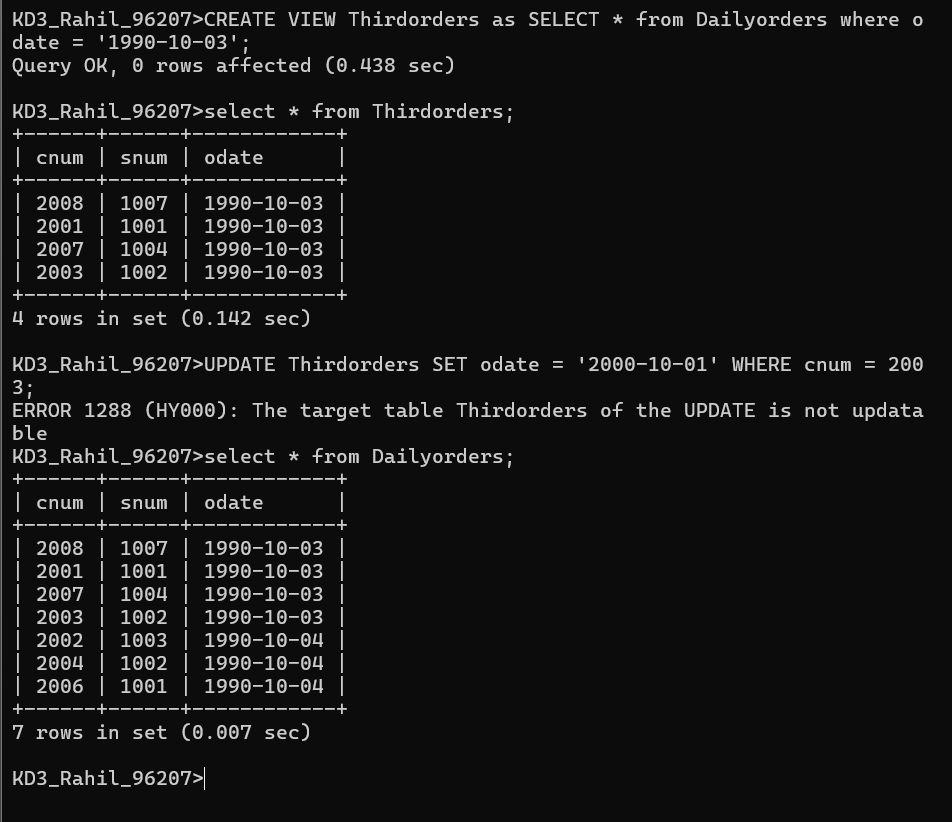 KD3_Rahil_96207>CREATE VIEW Thirdorders as SELECT * from Dailyorders where o
date = '1990-10-03';
Query OK, 0 rows affected (0.438 sec)
KD3_Rahil_96207>select * from Thirdorders;
+------+------+------------+
| cnum | snum | odate      |
+------+------+------------+
| 2008 | 1007 | 1990-10-03 |
| 2001 | 1001 | 1990-10-03 |
| 2007 | 1004 | 1990-10-03 |
| 2003 | 1002 | 1990-10-03 |
+------+------+------------+
4 rows in set (0.142 sec)
KD3_Rahil_96207>UPDATE Thirdorders SET odate = '2000-10-01' WHERE cnum = 200
3;
ERROR 1288 (HY000): The target table Thirdorders of the UPDATE is not updata
ble
KD3_Rahil_96207>select * from Dailyorders;
+------+------+------------+
| cnum | snum | odate      |
+------+------+------------+
| 2008 | 1007 | 1990-10-03 |
| 2001 | 1001 | 1990-10-03 |
| 2007 | 1004 | 1990-10-03 |
| 2003 | 1002 | 1990-10-03 |
| 2002 | 1003 | 1990-10-04 |
| 2004 | 1002 | 1990-10-04 |
| 2006 | 1001 | 1990-10-04 |
+------+------+------------+
7 rows in set (0.007 sec)
KD3_Rahil_96207>